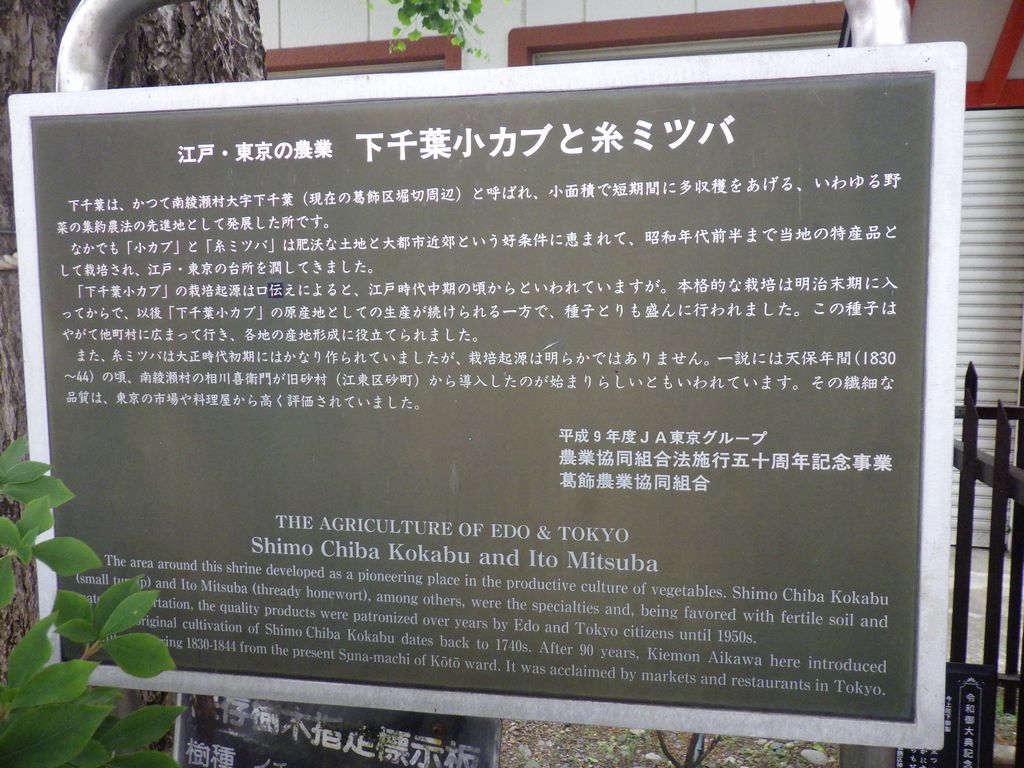 江戸・東京の農業 下千葉小カブと糸ミツバ
下千葉は、かつて南綾瀬村大字下千葉（現在の葛飾区堀切周辺）と呼ばれ、小面積で短期間に多収穫をあげる、いわゆる野
菜の集約農法の先進地として発展した所です。
なかでも「小カブ」と「糸ミツバ」は肥沃な土地と大都市近郊という好条件に恵まれて、昭和年代前半まで当地の特産品と
して栽培され、江戸・東京の台所を潤してきました。
「下千葉小カブ」の栽培起源は口伝えによると、江戸時代中期の頃からといわれていますが。本格的な栽培は明治末期に入
ってからで、以後「下千葉小カブ」の原産地としての生産が続けられる一方で、種子とりも盛んに行われました。この種子は
やがて他町村に広まって行き、各地の産地形成に役立てられました。
また、糸ミツバは大正時代初期にはかなり作られていましたが、栽培起源は明らかではありません。一説には天保年間(1830
～44）の頃、南綾瀬村の相川喜衛門が旧砂村（江東区砂町）から導入したのが始まりらしいともいわれています。その繊細な
品質は、東京の市場や料理屋から高く評価されていました。
平成9年度JA東京グループ
農業協同組合法施行五十周年記念事業
葛飾農業協同組合
THE AGRICULTURE OF EDO & TOKYO
Shimo Chiba Kokabu and Ito Mitsuba
The area around this shrine developed as a pioneering place in the productive culture of vegetables. Shimo Chiba Kokabu
(small p) and Ito Mitsuba (thready honewort), among others, were the specialties and, being favored with fertile soil and
rtation, the quality products were patronized over years by Edo and Tokyo citizens until 1950s.
riginal cultivation of Shimo Chiba Kokabu dates back to 1740s. After 90 years, Kiemon Aikawa here introduced
ing 1830-1844 from the present Suna-machi of Kōtō ward. It was acclaimed by markets and restaurants in Tokyo.
存樹木指定標示板
樹種 イチ
令和御大典記念